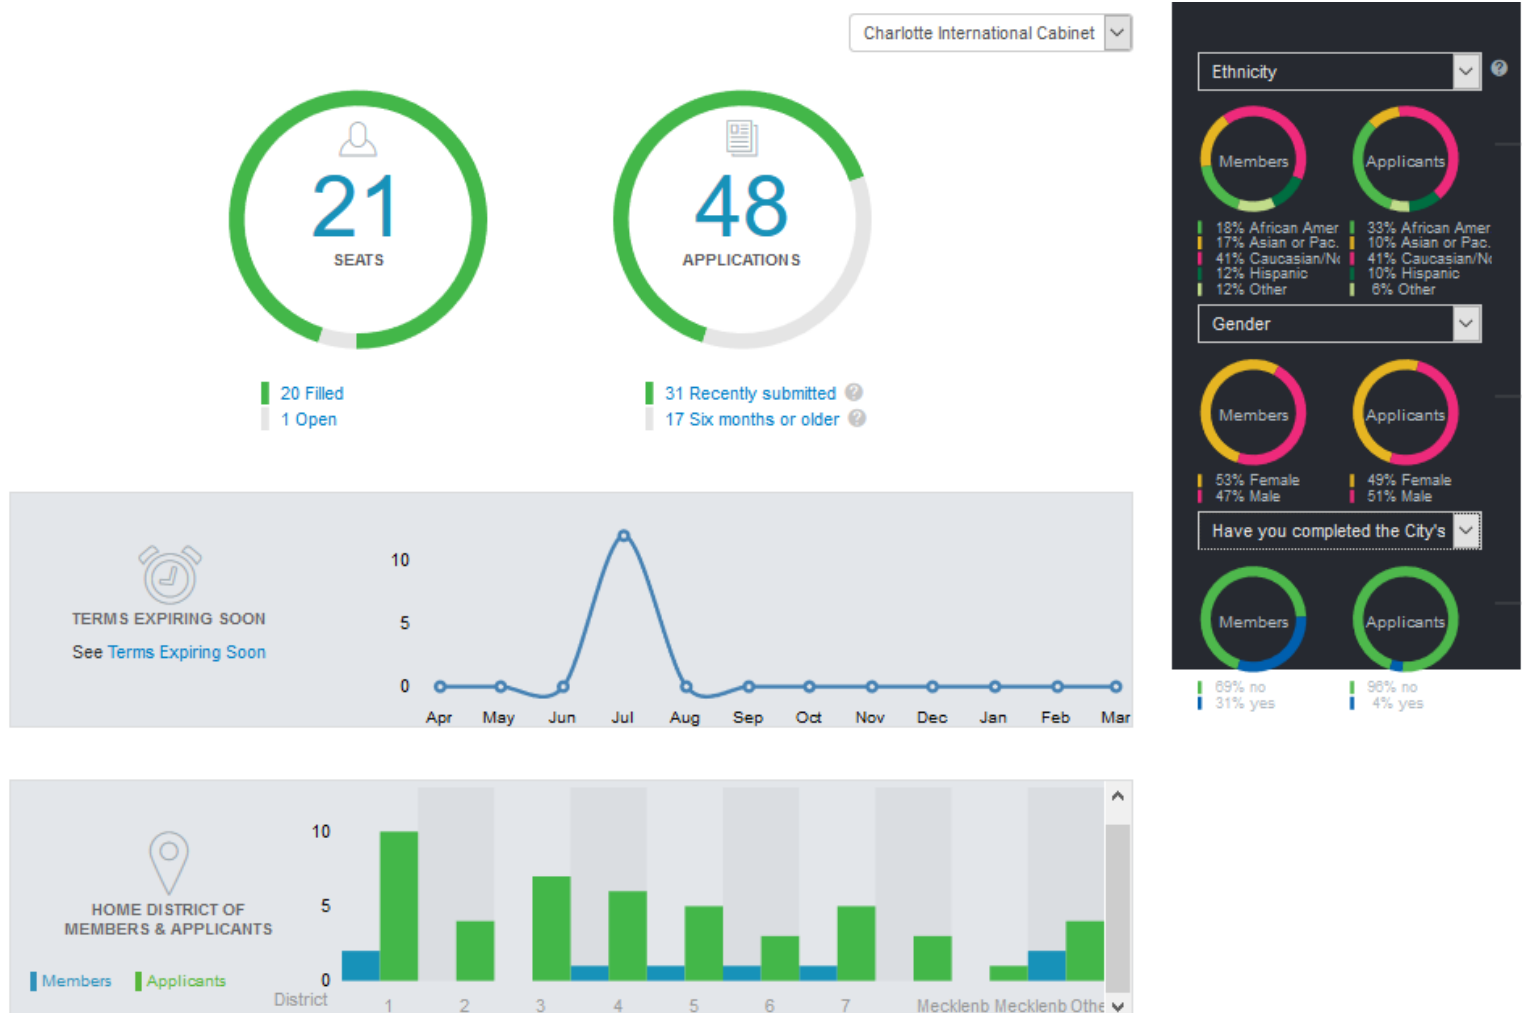 Charlotte International Cabinet
21
SEATS
20 Filled
1 Open
48
APPLICATIONS
31 Recently submitted
17 Six months or older
TERMS EXPIRING SOON
See Terms Expiring Soon
10
5
0
Apr May Jun Jul Aug Sep Oct Nov Dec Jan Feb Mar
HOME DISTRICT OF
MEMBERS & APPLICANTS
Members Applicants
10
5
0
District 1 2 3 4 5 6 7 Mecklenb Mecklenb Othe
Ethnicity
Members Applicants
18% African Amer 33% African Amer
17% Asian or Pac. 10% Asian or Pac.
41% Caucasian/No 41% Caucasian/No
12% Hispanic 10% Hispanic
12% Other 6% Other
Gender
Members Applicants
53% Female 49% Female
47% Male 51% Male
Have you completed the City's
Members Applicants
69% no 96% no
31% yes 4% yes